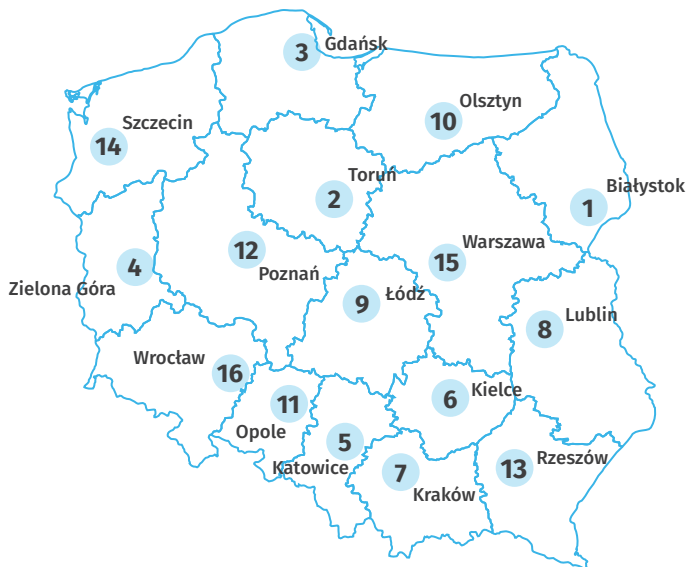 3
Gdańsk
Olsztyn
10
Szczecin
14
Toruń
2
Białystok
1
Warszawa
15
12
Poznań
4
Zielona Góra
Łódź
9
Lublin
8
Wrocław
16
11
Opole
Kielce
6
5
Katowice
7
Kraków
Rzeszów
13